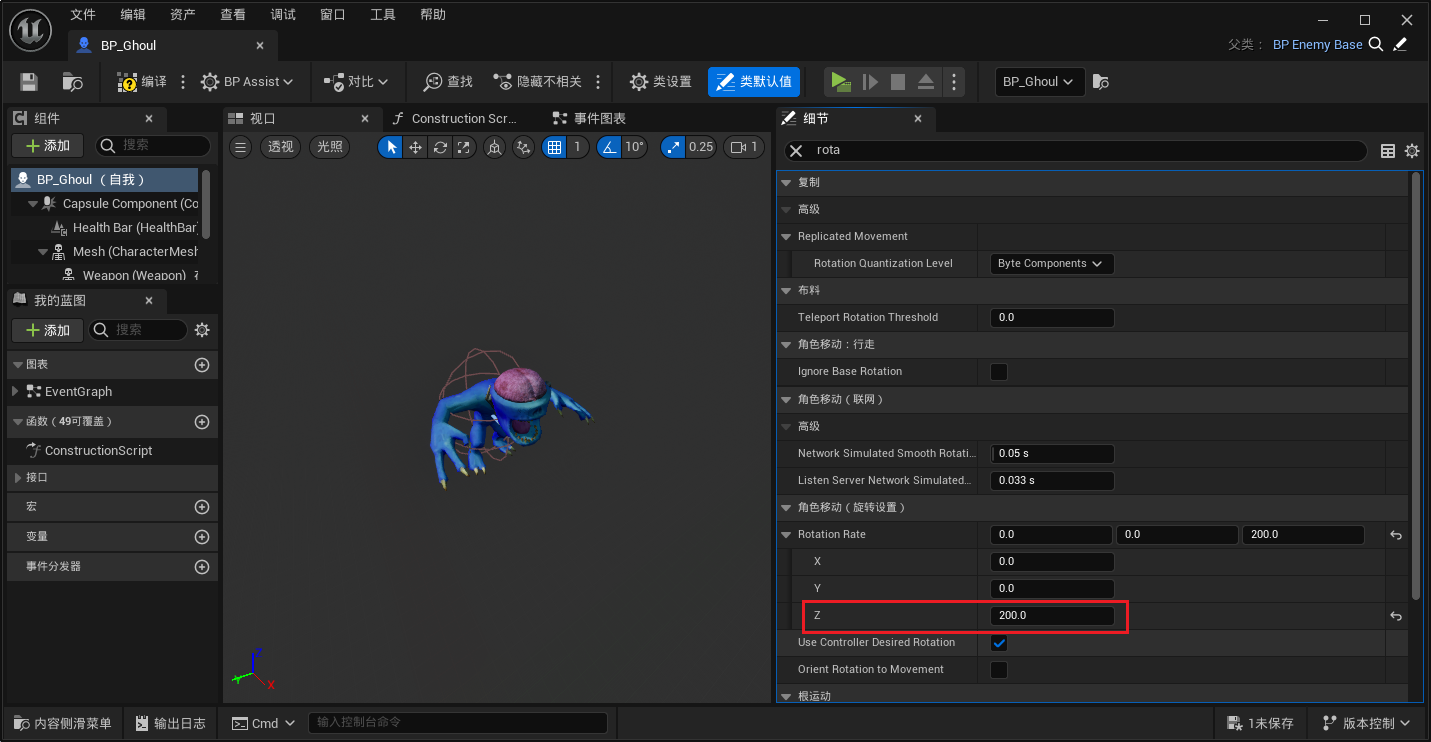 文件 编辑 资产 查看 调试 窗口 工具 帮助
BP_Ghoul
父类： BP Enemy Base
编译 BP Assist 对比 查找 隐藏不相关 类设置 类默认值 BP_Ghoul
组件
添加 搜索
BP_Ghoul （自我）
Capsule Component (Co
Health Bar (HealthBar
Mesh (CharacterMesh
Weapon (Weapon)
我的蓝图
添加 搜索
图表
EventGraph
函数（49可覆盖）
ConstructionScript
接口
宏
变量
事件分发器
视口 Construction Scr... 事件图表
透视 光照 1 10° 0.25 1
X
Z
细节
rota
复制
高级
Replicated Movement
Rotation Quantization Level Byte Components
布料
Teleport Rotation Threshold 0.0
角色移动：行走
Ignore Base Rotation
角色移动（联网）
高级
Network Simulated Smooth Rotati... 0.05 s
Listen Server Network Simulated... 0.033 s
角色移动（旋转设置）
Rotation Rate 0.0 0.0 200.0
X 0.0
Y 0.0
Z 200.0
Use Controller Desired Rotation
Orient Rotation to Movement
根运动
内容侧滑菜单 输出日志 Cmd 输入控制台命令 1未保存 版本控制